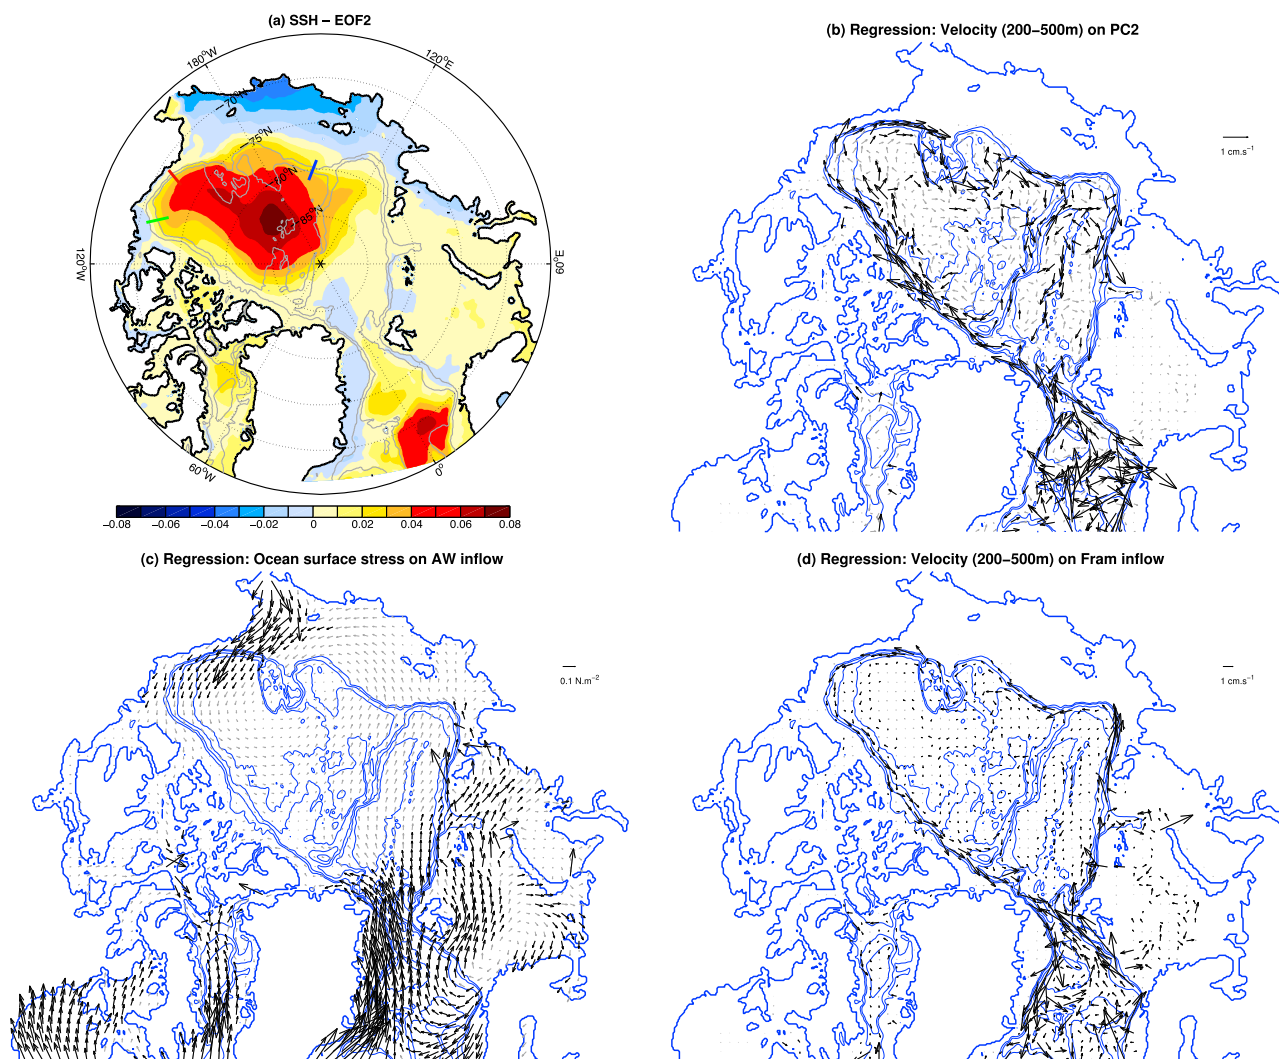 (a) SSH − EOF2
180°W
120°E
−70°N
−75°N
−80°N
−85°N
120°W
60°E
60°W
0°
−0.08 −0.06 −0.04 −0.02 0 0.02 0.04 0.06 0.08
(b) Regression: Velocity (200−500m) on PC2
1 cm.s⁻¹
(c) Regression: Ocean surface stress on AW inflow
0.1 N.m⁻²
(d) Regression: Velocity (200−500m) on Fram inflow
1 cm.s⁻¹